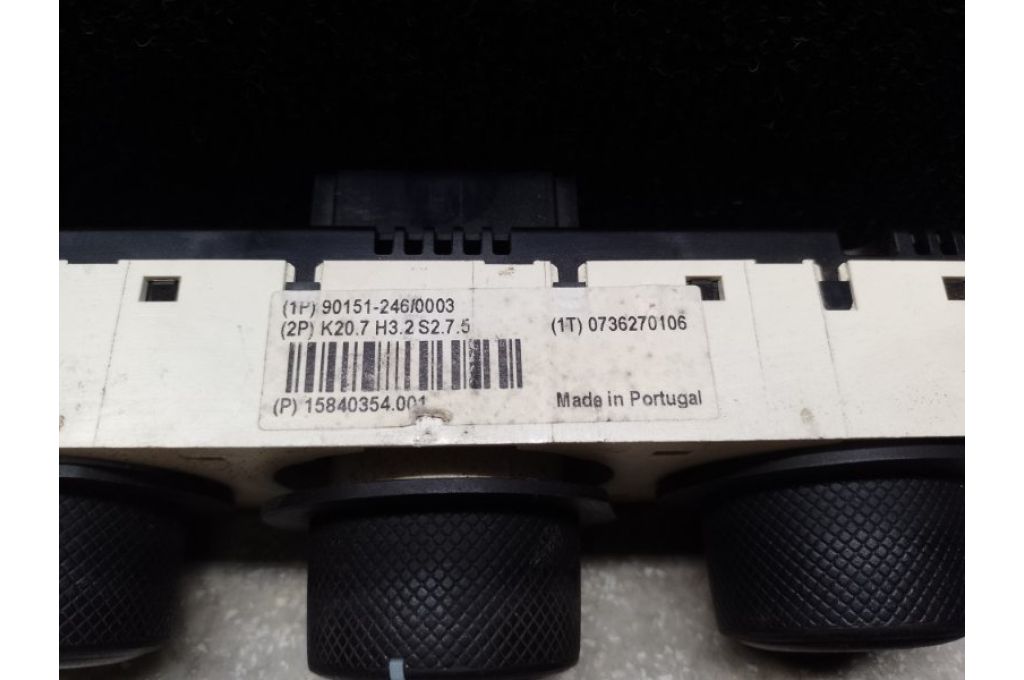 (1P) 90151-246/0003
(2P) K20.7 H3.2 S2.7.5 (1T) 0736270106
(P) 15840354.001 Made in Portugal